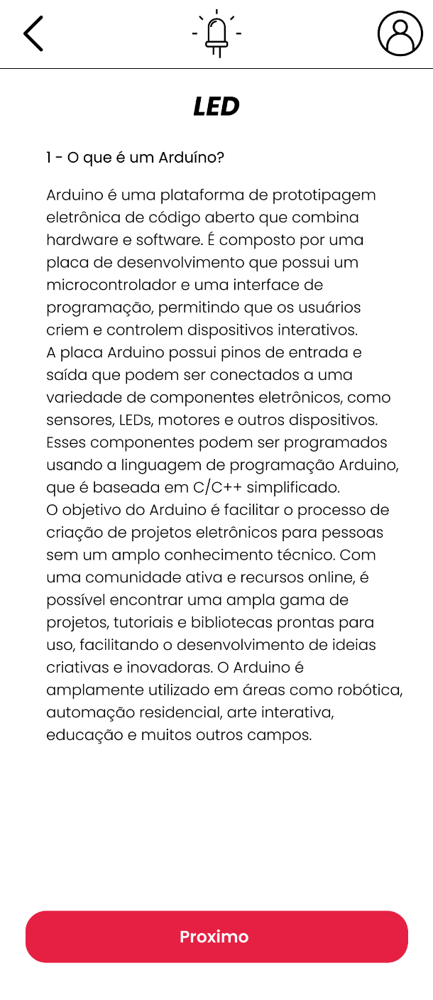 LED
1 - O que é um Arduíno?
Arduino é uma plataforma de prototipagem
eletrônica de código aberto que combina
hardware e software. É composto por uma
placa de desenvolvimento que possui um
microcontrolador e uma interface de
programação, permitindo que os usuários
criem e controlem dispositivos interativos.
A placa Arduino possui pinos de entrada e
saída que podem ser conectados a uma
variedade de componentes eletrônicos, como
sensores, LEDs, motores e outros dispositivos.
Esses componentes podem ser programados
usando a linguagem de programação Arduino,
que é baseada em C/C++ simplificado.
O objetivo do Arduino é facilitar o processo de
criação de projetos eletrônicos para pessoas
sem um amplo conhecimento técnico. Com
uma comunidade ativa e recursos online, é
possível encontrar uma ampla gama de
projetos, tutoriais e bibliotecas prontas para
uso, facilitando o desenvolvimento de ideias
criativas e inovadoras. O Arduino é
amplamente utilizado em áreas como robótica,
automação residencial, arte interativa,
educação e muitos outros campos.
Proximo